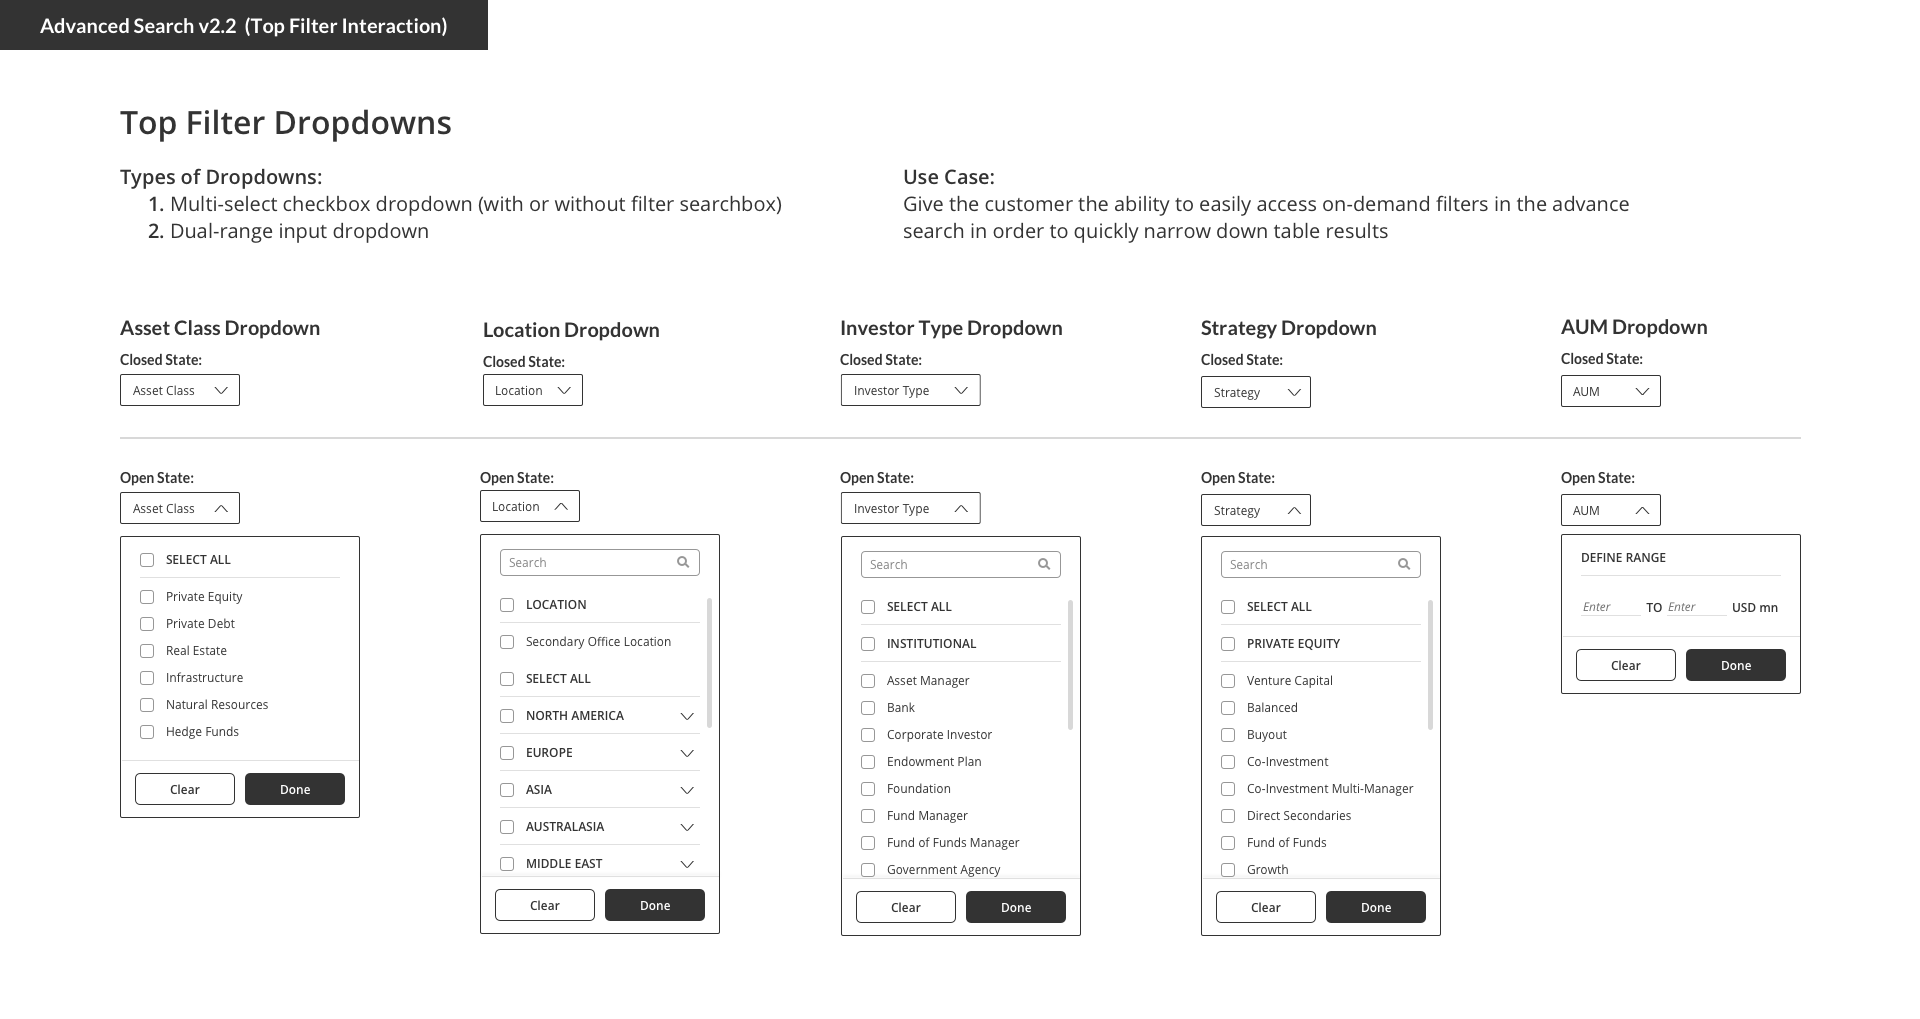 Advanced Search v2.2 (Top Filter Interaction)
Top Filter Dropdowns
Types of Dropdowns:
1. Multi-select checkbox dropdown (with or without filter searchbox)
2. Dual-range input dropdown
Use Case:
Give the customer the ability to easily access on-demand filters in the advance
search in order to quickly narrow down table results
Asset Class Dropdown
Closed State:
Asset Class
Location Dropdown
Closed State:
Location
Investor Type Dropdown
Closed State:
Investor Type
Strategy Dropdown
Closed State:
Strategy
AUM Dropdown
Closed State:
AUM
Open State:
Asset Class
SELECT ALL
Private Equity
Private Debt
Real Estate
Infrastructure
Natural Resources
Hedge Funds
Clear
Done
Open State:
Location
Search
LOCATION
Secondary Office Location
SELECT ALL
NORTH AMERICA
EUROPE
ASIA
AUSTRALASIA
MIDDLE EAST
Clear
Done
Open State:
Investor Type
Search
SELECT ALL
INSTITUTIONAL
Asset Manager
Bank
Corporate Investor
Endowment Plan
Foundation
Fund Manager
Fund of Funds Manager
Government Agency
Clear
Done
Open State:
Strategy
Search
SELECT ALL
PRIVATE EQUITY
Venture Capital
Balanced
Buyout
Co-Investment
Co-Investment Multi-Manager
Direct Secondaries
Fund of Funds
Growth
Clear
Done
Open State:
AUM
DEFINE RANGE
Enter TO Enter USD mn
Clear
Done